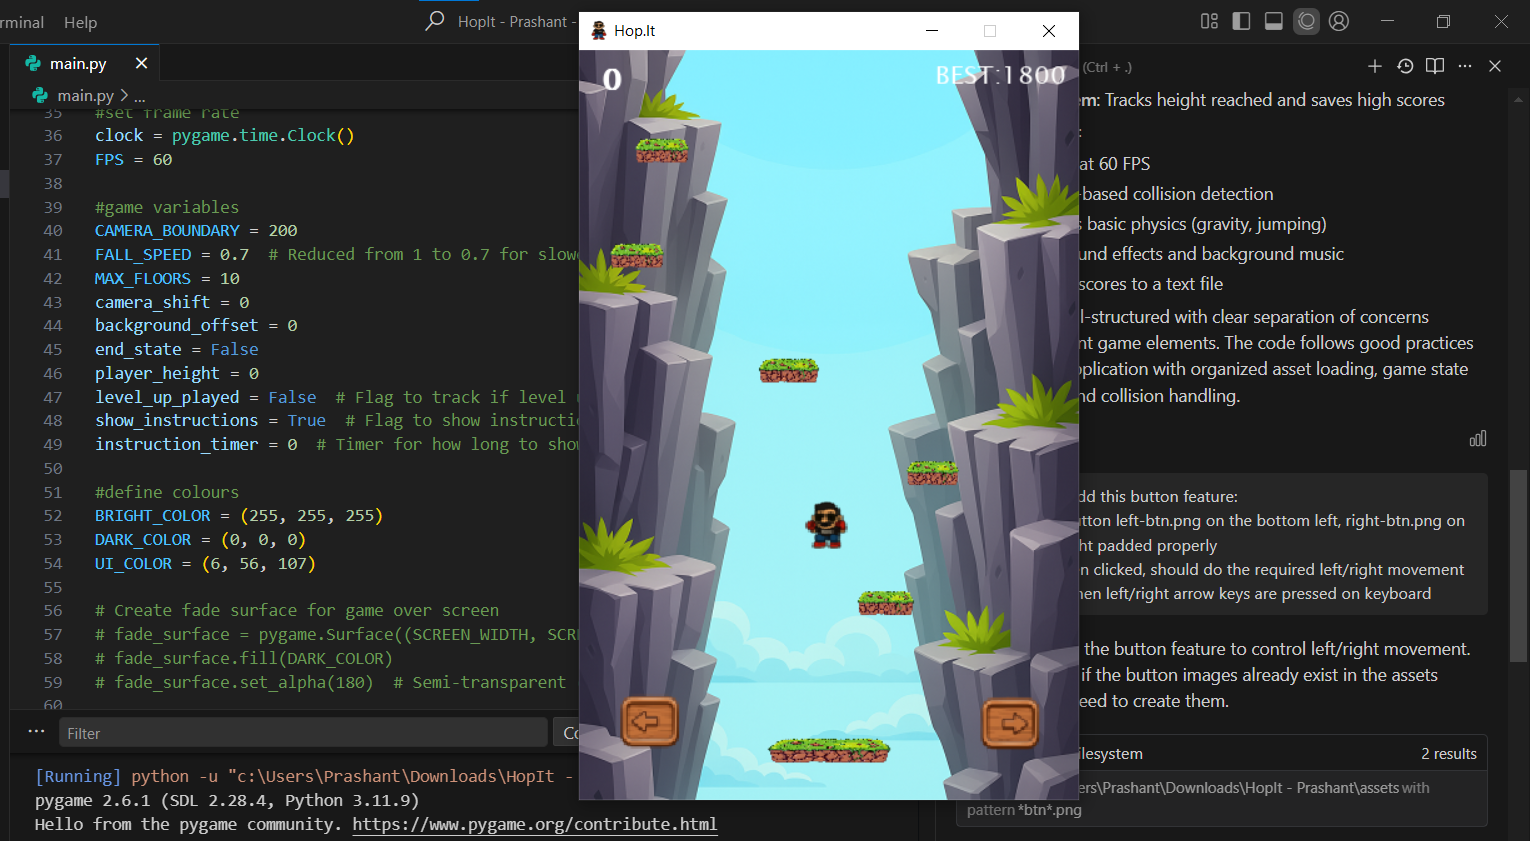 rminal Help
HopIt - Prashant -
main.py
main.py > ...
35 #set frame rate
36 clock = pygame.time.Clock()
37 FPS = 60
38
39 #game variables
40 CAMERA_BOUNDARY = 200
41 FALL_SPEED = 0.7 # Reduced from 1 to 0.7 for slow
42 MAX_FLOORS = 10
43 camera_shift = 0
44 background_offset = 0
45 end_state = False
46 player_height = 0
47 level_up_played = False # Flag to track if level
48 show_instructions = True # Flag to show instructi
49 instruction_timer = 0 # Timer for how long to sho
50
51 #define colours
52 BRIGHT_COLOR = (255, 255, 255)
53 DARK_COLOR = (0, 0, 0)
54 UI_COLOR = (6, 56, 107)
55
56 # Create fade surface for game over screen
57 # fade_surface = pygame.Surface((SCREEN_WIDTH, SCRE
58 # fade_surface.fill(DARK_COLOR)
59 # fade_surface.set_alpha(180) # Semi-transparent
60
Filter
Co
[Running] python -u "c:\Users\Prashant\Downloads\HopIt -
pygame 2.6.1 (SDL 2.28.4, Python 3.11.9)
Hello from the pygame community. https://www.pygame.org/contribute.html
Hop.It
0
BEST:1800
(Ctrl + .)
em: Tracks height reached and saves high scores
:
at 60 FPS
-based collision detection
s basic physics (gravity, jumping)
und effects and background music
scores to a text file
l-structured with clear separation of concerns
nt game elements. The code follows good practices
pplication with organized asset loading, game state
nd collision handling.
dd this button feature:
utton left-btn.png on the bottom left, right-btn.png on
ht padded properly
n clicked, should do the required left/right movement
hen left/right arrow keys are pressed on keyboard
the button feature to control left/right movement.
if the button images already exist in the assets
eed to create them.
ilesystem 2 results
ers\Prashant\Downloads\HopIt - Prashant\assets with
pattern *btn*.png